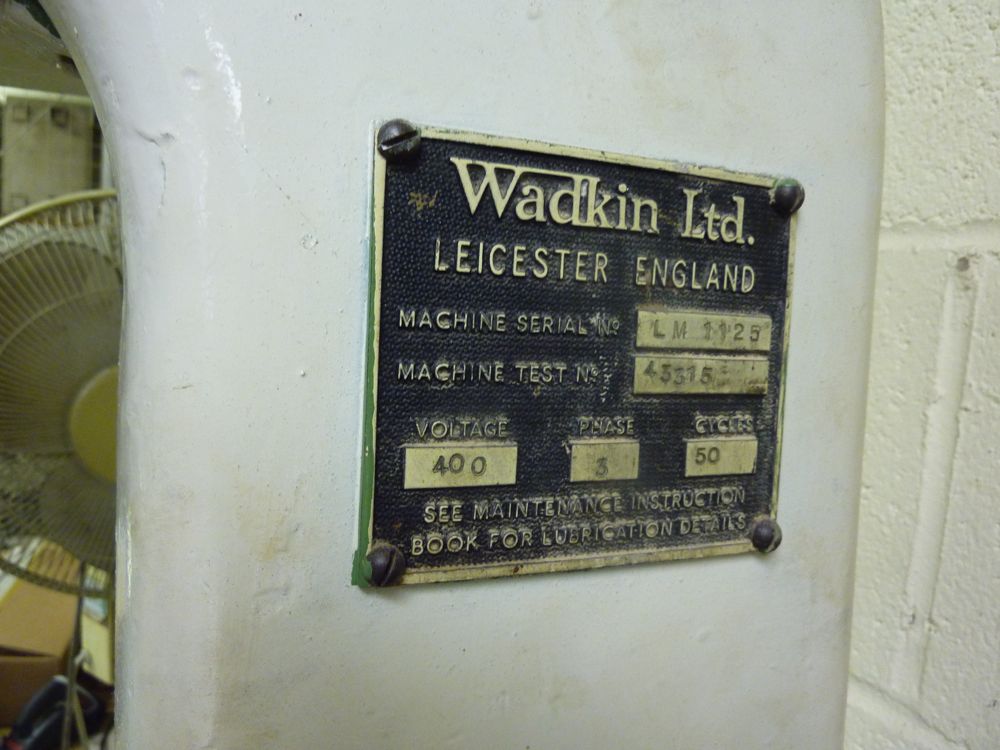 Wadkin Ltd.
LEICESTER ENGLAND
MACHINE SERIAL Nº LM 1125
MACHINE TEST Nº 43315
VOLTAGE PHASE CYCLES
400 3 50
SEE MAINTENANCE INSTRUCTION
BOOK FOR LUBRICATION DETAILS